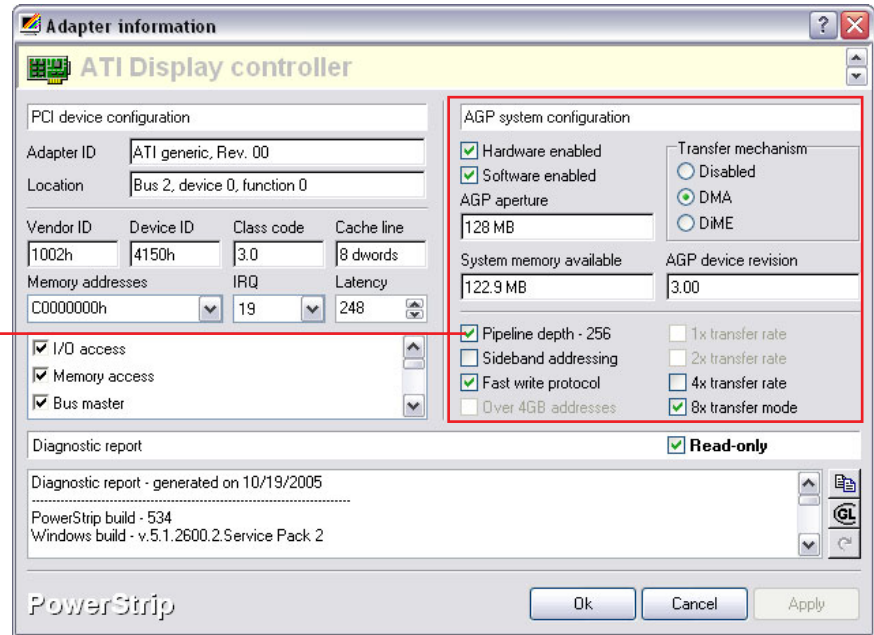 Adapter information
ATI Display controller
PCI device configuration
Adapter ID ATI generic, Rev. 00
Location Bus 2, device 0, function 0
Vendor ID Device ID Class code Cache line
1002h 4150h 3.0 8 dwords
Memory addresses IRQ Latency
C0000000h 19 248
I/O access
Memory access
Bus master
AGP system configuration
Hardware enabled
Software enabled
AGP aperture
128 MB
Transfer mechanism
Disabled
DMA
DiME
System memory available AGP device revision
122.9 MB 3.00
Pipeline depth - 256 1x transfer rate
Sideband addressing 2x transfer rate
Fast write protocol 4x transfer rate
Over 4GB addresses 8x transfer mode
Diagnostic report Read-only
Diagnostic report - generated on 10/19/2005
--------------------------------------------------------------------------------
PowerStrip build - 534
Windows build - v.5.1.2600.2.Service Pack 2
GL
PowerStrip Ok Cancel Apply